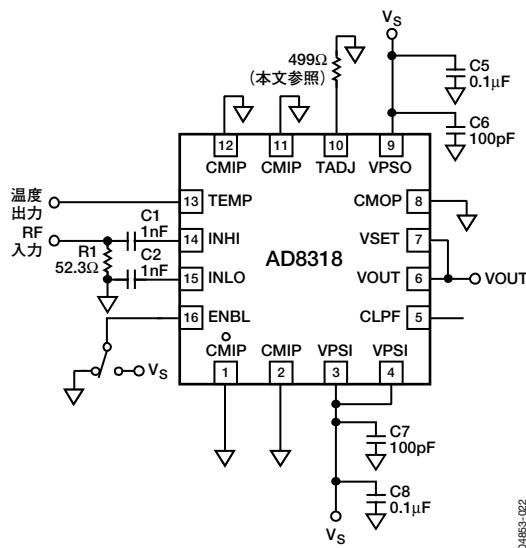 VS
499Ω
(本文参照)
C5
0.1µF
C6
100pF
12
11
10
9
CMIP
CMIP
TADJ
VPSO
温度
出力
13
TEMP
CMOP
8
RF
入力
C1
1nF
14
INHI
VSET
7
R1
52.3Ω
C2
1nF
15
INLO
AD8318
VOUT
6
VOUT
16
ENBL
CLPF
5
VS
CMIP
CMIP
VPSI
VPSI
1
2
3
4
C7
100pF
C8
0.1µF
VS
04853-022